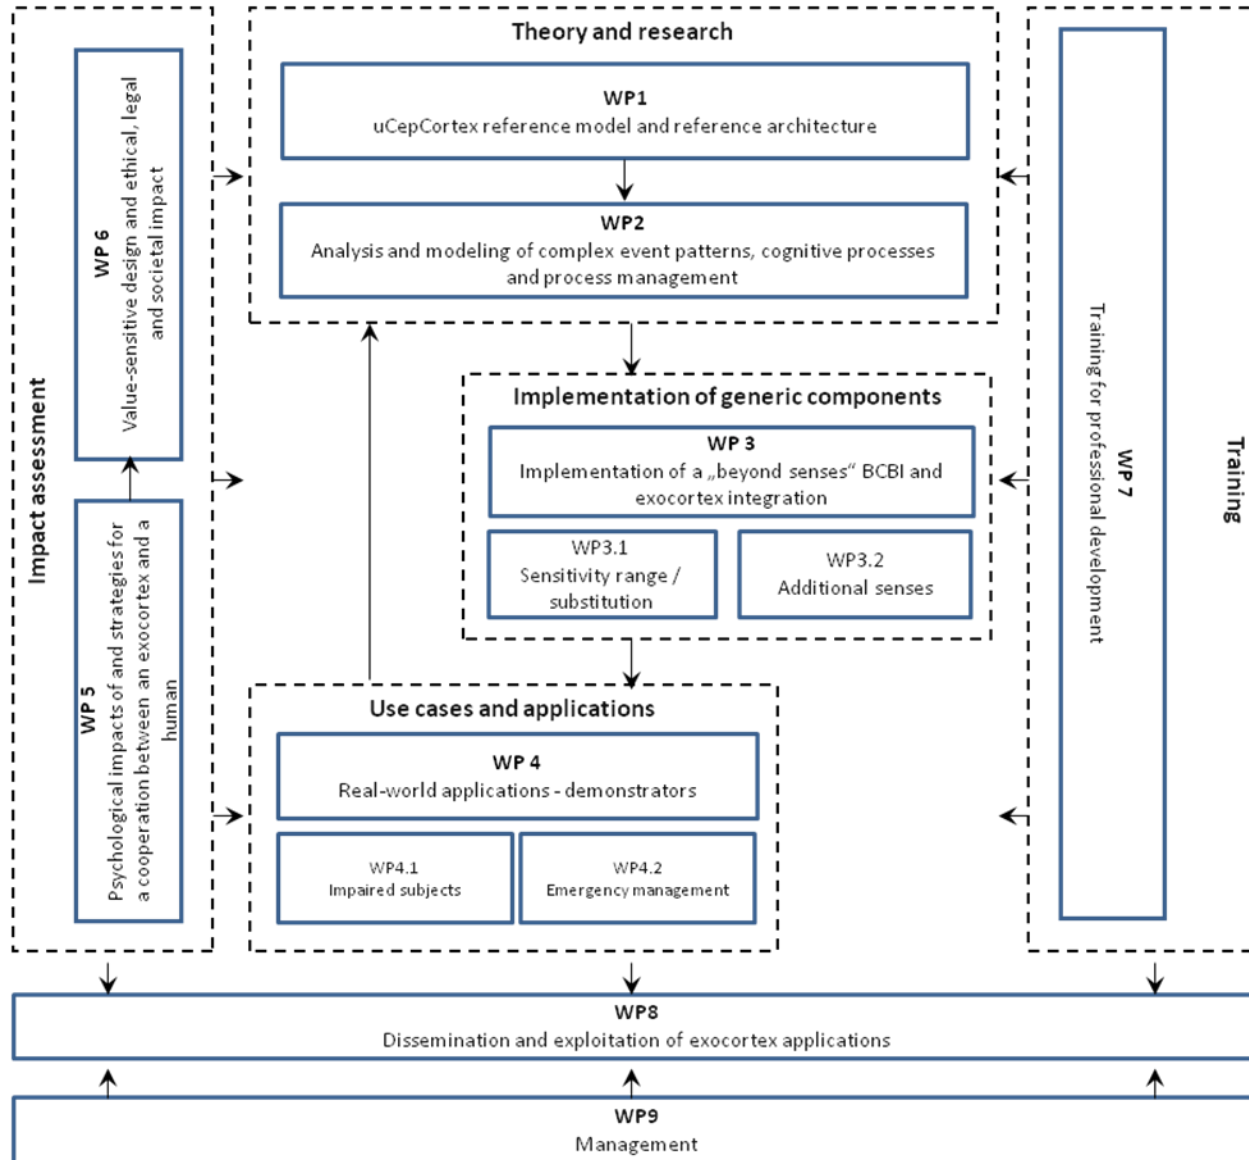 Theory and research
WP1
uCepCortex reference model and reference architecture
WP2
Analysis and modeling of complex event patterns, cognitive processes
and process management
Impact assessment
WP 6
Value-sensitive design and ethical, legal
and societal impact
WP 5
Psychological impacts of and strategies for
a cooperation between an exocortex and a
human
Implementation of generic components
WP 3
Implementation of a „beyond senses“ BCBI and
exocortex integration
WP3.1
Sensitivity range /
substitution
WP3.2
Additional senses
Use cases and applications
WP 4
Real-world applications - demonstrators
WP4.1
Impaired subjects
WP4.2
Emergency management
Training
WP 7
Training for professional development
WP8
Dissemination and exploitation of exocortex applications
WP9
Management